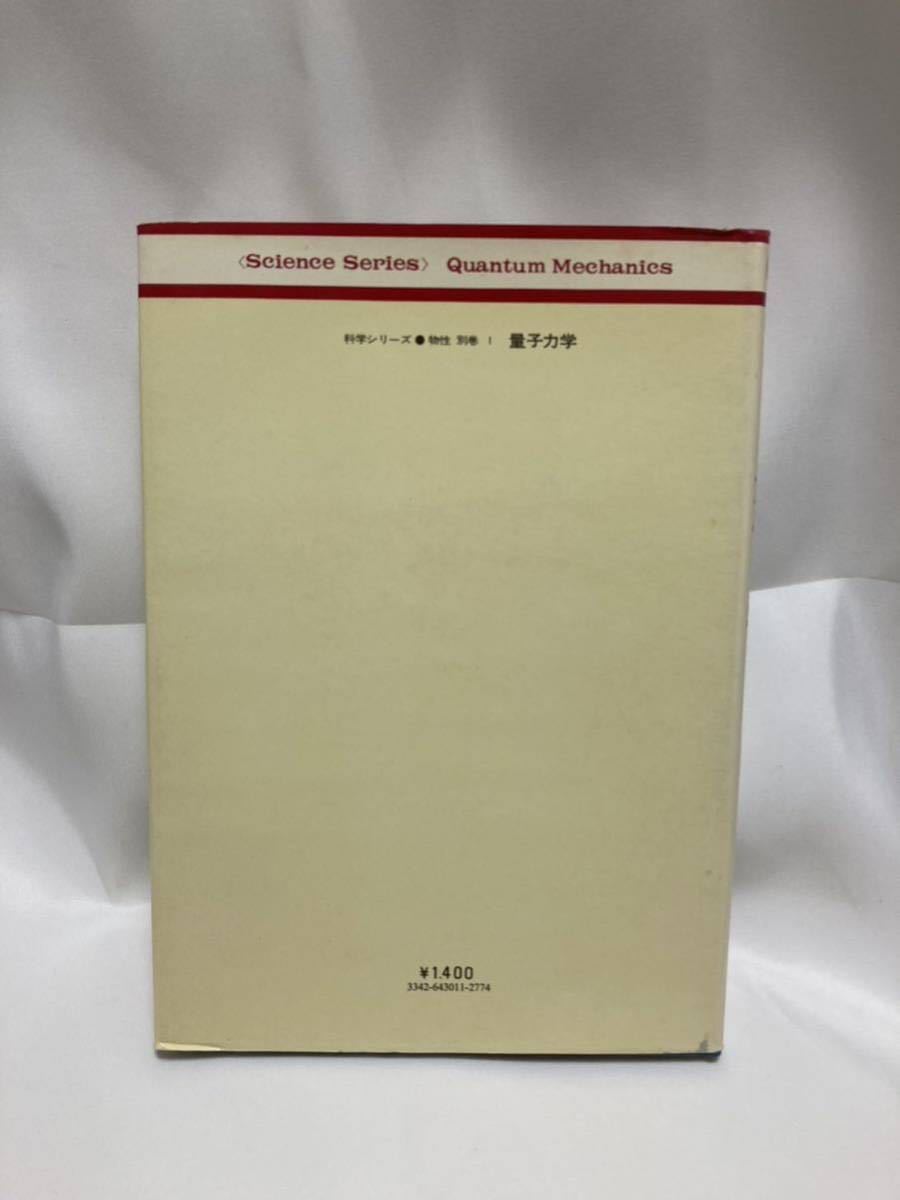 〈Science Series〉 Quantum Mechanics
科学シリーズ●物性 別巻 1 量子力学
¥1.400
3342-643011-2774